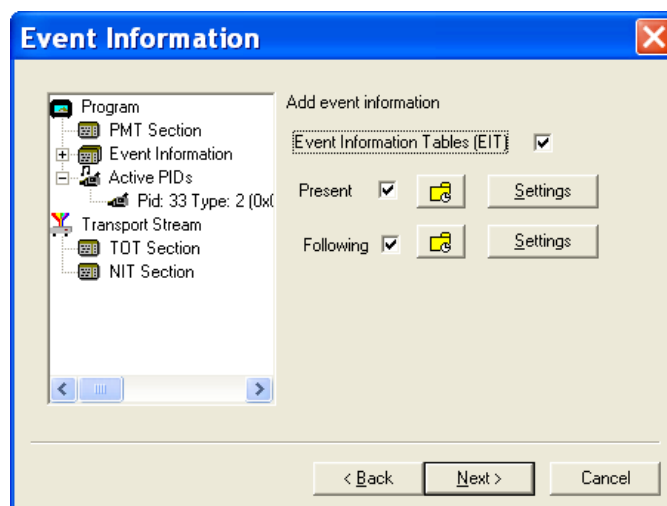 Event Information
Program
PMT Section
Event Information
Active PIDs
Pid: 33 Type: 2 (0x0
Transport Stream
TOT Section
NIT Section
Add event information
Event Information Tables (EIT)
Present
Settings
Following
Settings
< Back
Next >
Cancel